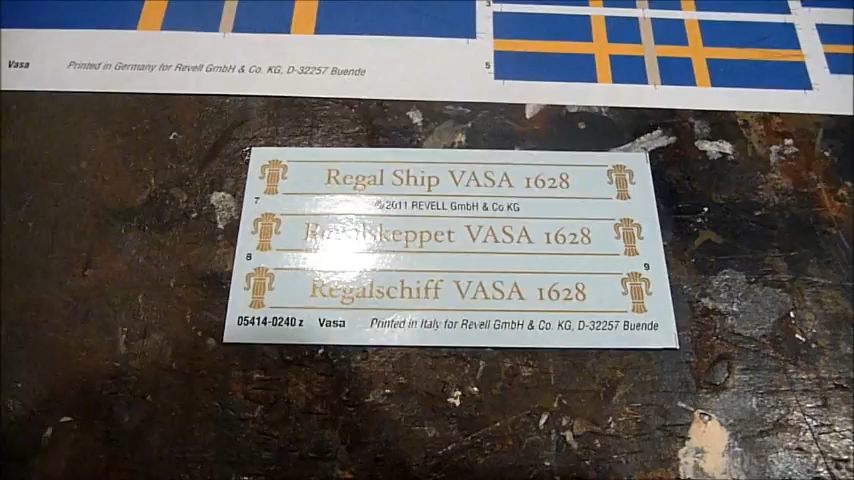 3
5
Vasa Printed in Germany for Revell GmbH & Co. KG, D-32257 Buende
Regal Ship VASA 1628
7
©2011 REVELL GmbH & Co KG
Regalskeppet VASA 1628
8
9
Regalschiff VASA 1628
05414-0240 z Vasa Printed in Italy for Revell GmbH & Co. KG, D-32257 Buende